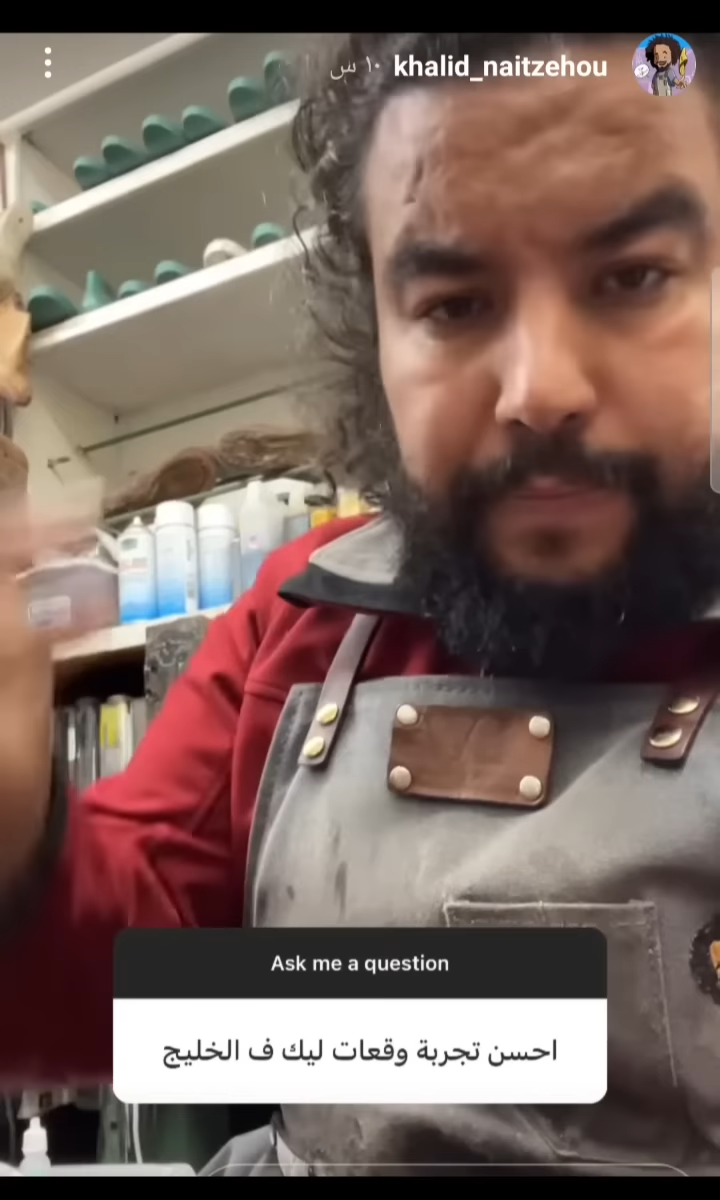 khalid_naitzehou ١٠ س
Ask me a question
احسن تجربة وقعات ليك ف الخليج